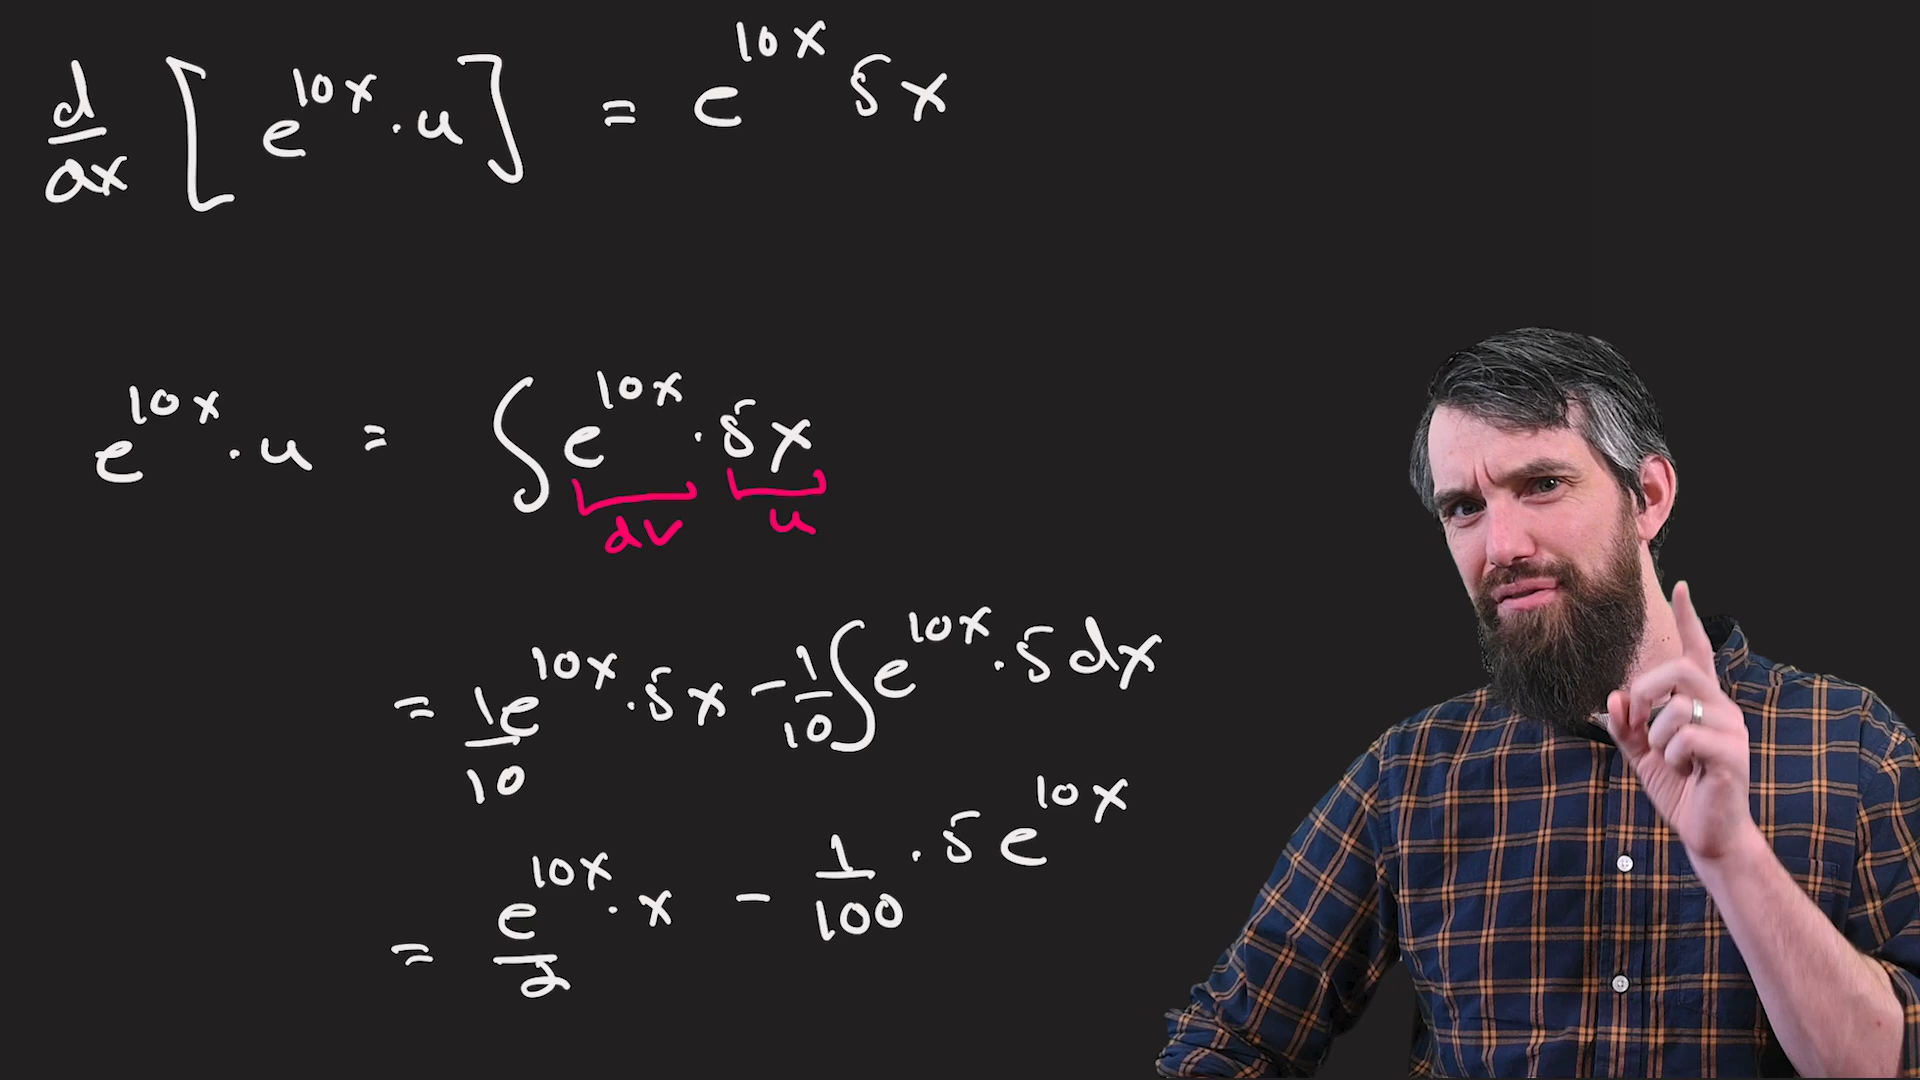 d/dx [ e^{10x} · u ] = e^{10x} 5x
e^{10x} · u = ∫ e^{10x} · 5x
dv u
= 1/10 e^{10x} · 5x - 1/10 ∫ e^{10x} · 5 dx
= e^{10x}/2 · x - 1/100 · 5 e^{10x}